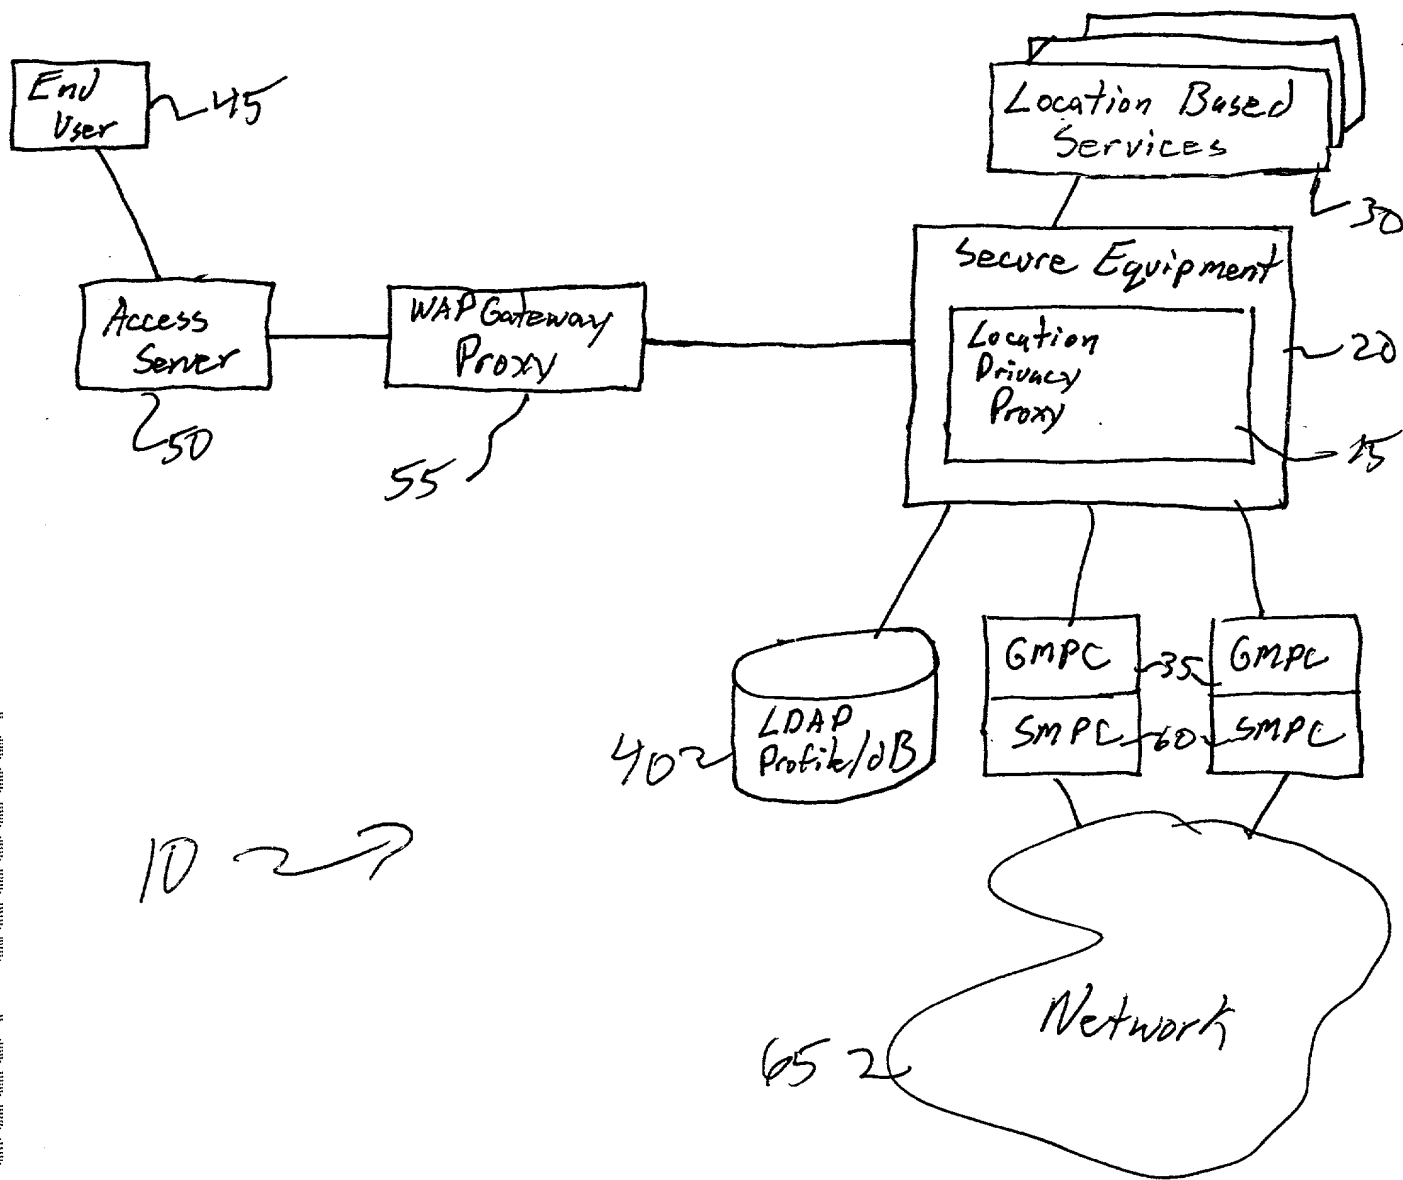 End
User
45
Location Based
Services
30
Secure Equipment
Access
Server
50
WAP Gateway
Proxy
55
Location
Privacy
Proxy
20
15
GMPC
35
GMPC
LDAP
Profile/dB
40
SMPC
60
SMPC
10
Network
65